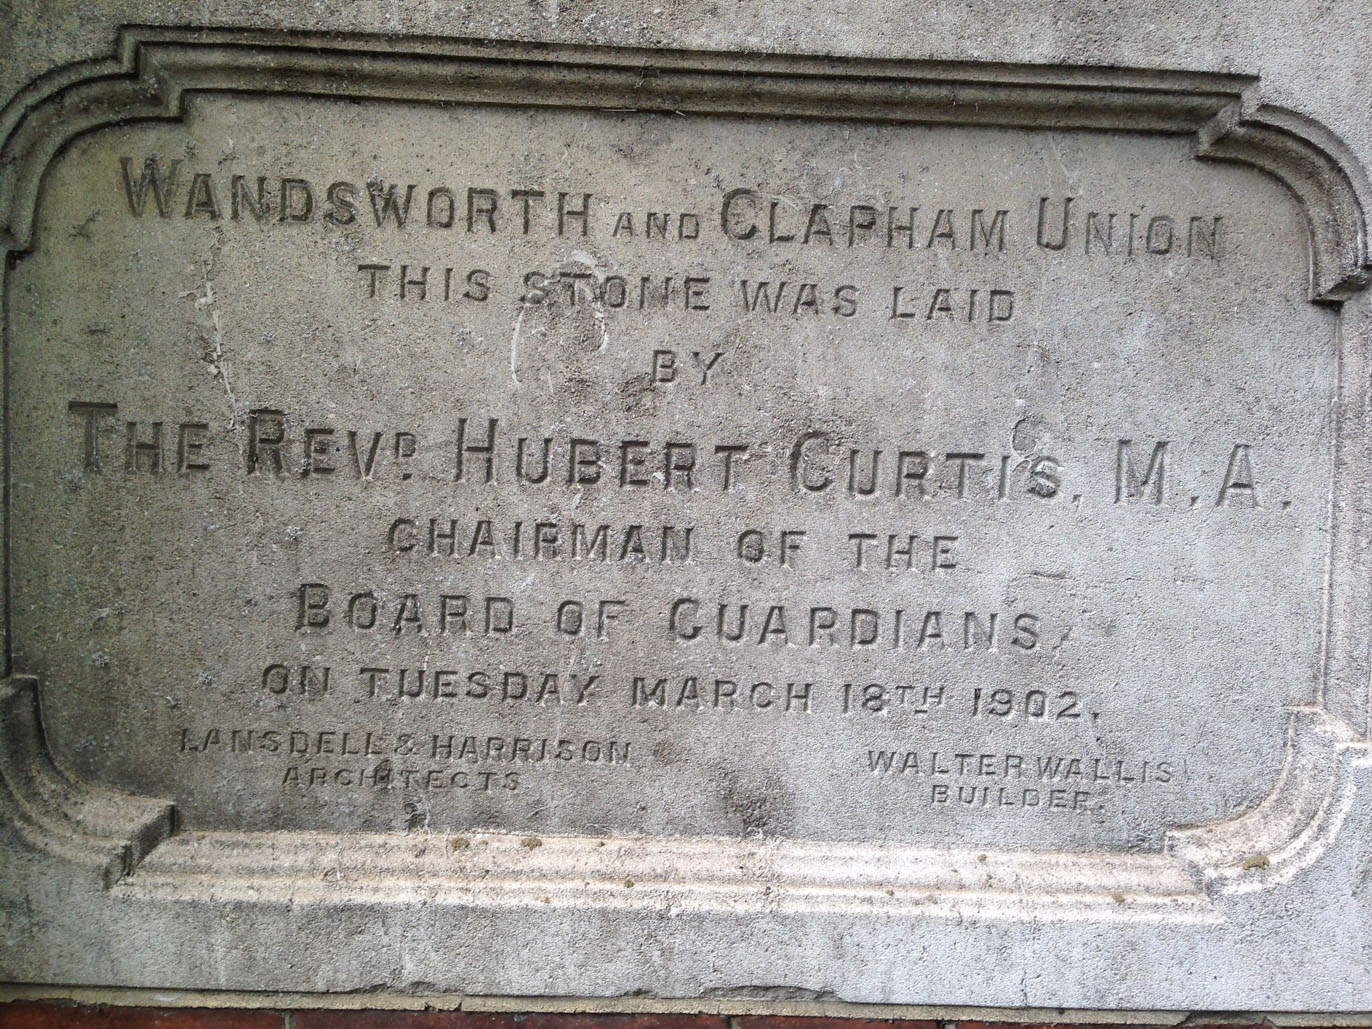 WANDSWORTH AND CLAPHAM UNION
THIS STONE WAS LAID
BY
THE REVD. HUBERT CURTIS, M.A.
CHAIRMAN OF THE
BOARD OF GUARDIANS,
ON TUESDAY MARCH 18TH 1902,
LANSDELL & HARRISON
ARCHITECTS
WALTER WALLIS
BUILDER.